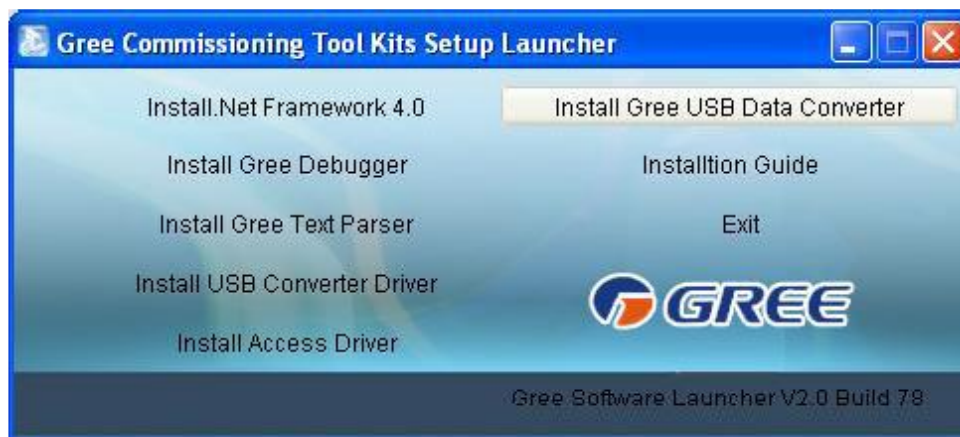 Gree Commissioning Tool Kits Setup Launcher
Install.Net Framework 4.0
Install Gree USB Data Converter
Install Gree Debugger
Installtion Guide
Install Gree Text Parser
Exit
Install USB Converter Driver
GREE
Install Access Driver
Gree Software Launcher V2.0 Build 78